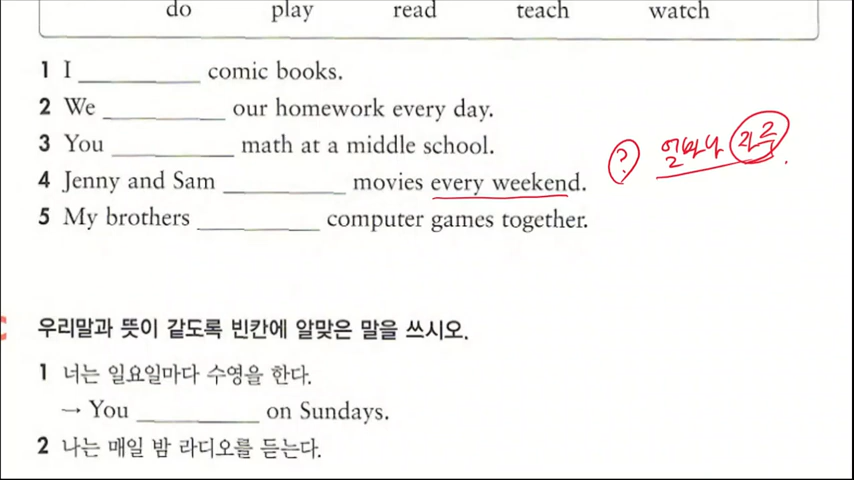 do play read teach watch
1 I __________ comic books.
2 We __________ our homework every day.
3 You __________ math at a middle school.
? 얼마나 자주.
4 Jenny and Sam __________ movies every weekend.
5 My brothers __________ computer games together.
C 우리말과 뜻이 같도록 빈칸에 알맞은 말을 쓰시오.
1 너는 일요일마다 수영을 한다.
→ You __________ on Sundays.
2 나는 매일 밤 라디오를 듣는다.